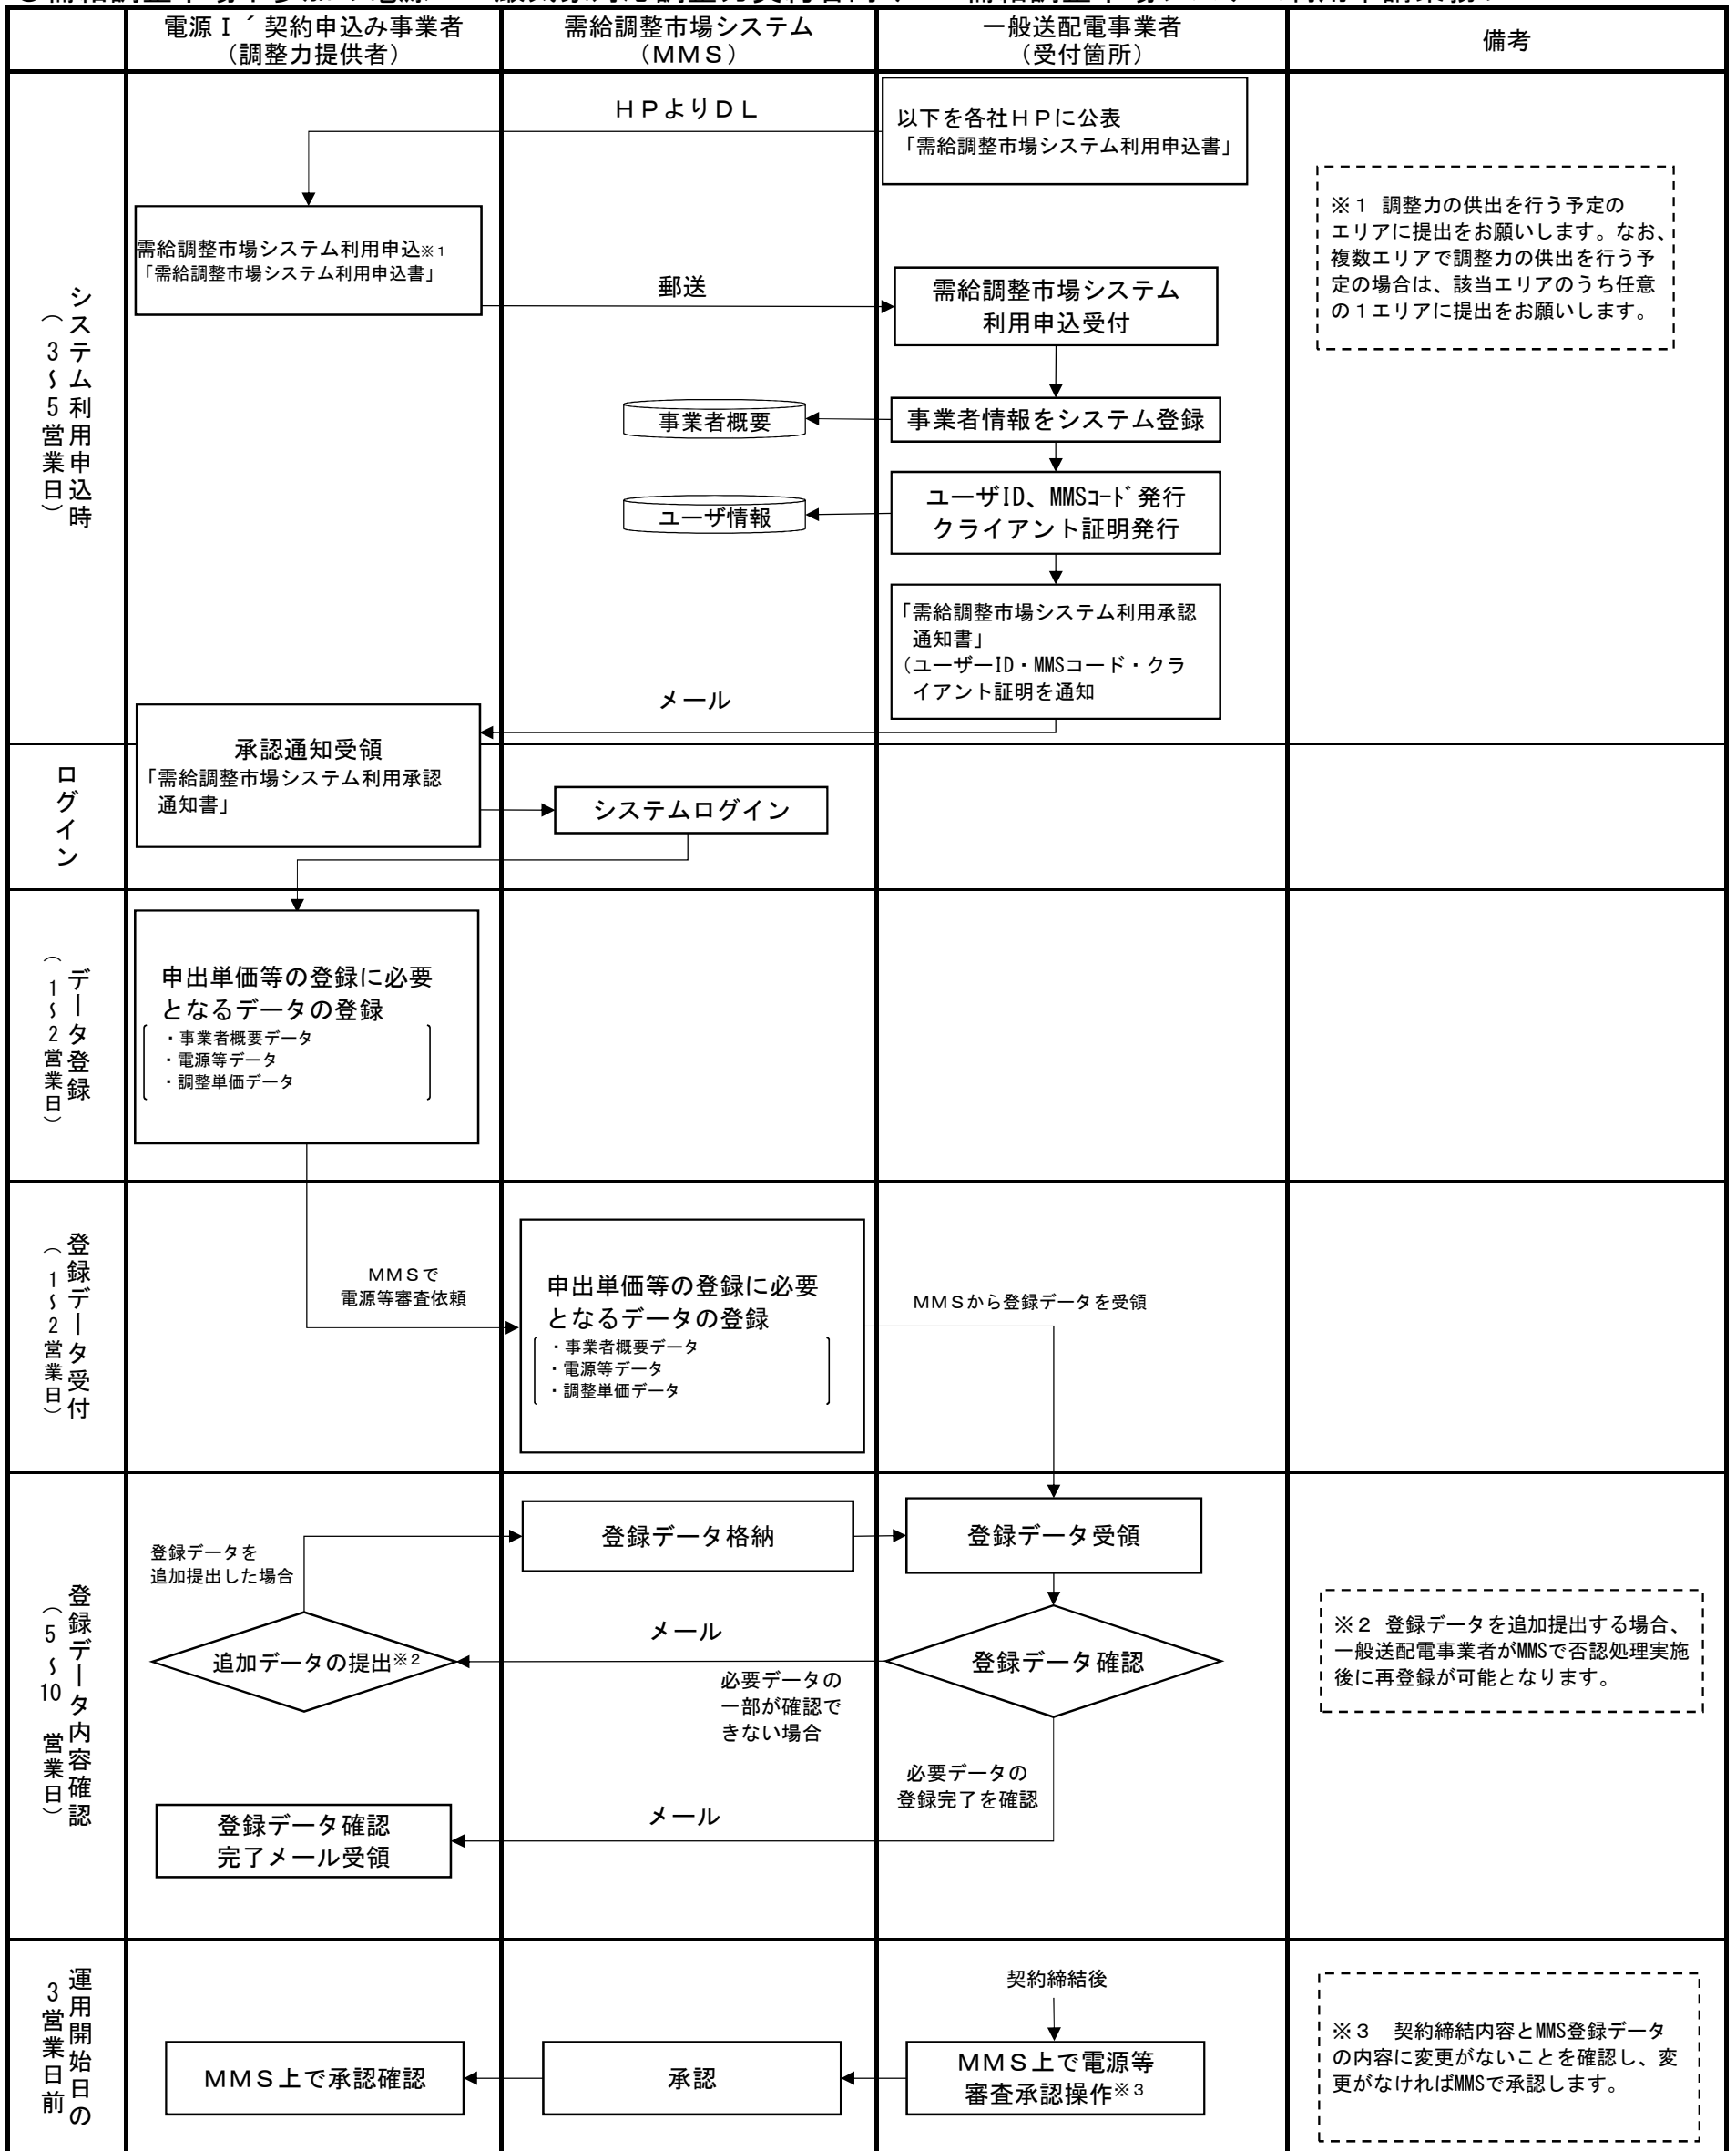 電源Ⅰ´契約申込み事業者
（調整力提供者）
需給調整市場システム
（ＭＭＳ）
一般送配電事業者
（受付箇所）
備考
システム利用申込時
（3～5営業日）
ＨＰよりＤＬ
以下を各社ＨＰに公表
「需給調整市場システム利用申込書」
需給調整市場システム利用申込※1
「需給調整市場システム利用申込書」
郵送
需給調整市場システム
利用申込受付
※１ 調整力の供出を行う予定の
エリアに提出をお願いします。なお、
複数エリアで調整力の供出を行う予
定の場合は、該当エリアのうち任意
の１エリアに提出をお願いします。
事業者概要
事業者情報をシステム登録
ユーザ情報
ユーザID、MMSｺｰﾄﾞ発行
クライアント証明発行
「需給調整市場システム利用承認
通知書」
（ユーザーID・MMSコード・クラ
イアント証明を通知
メール
ログイン
承認通知受領
「需給調整市場システム利用承認
通知書」
システムログイン
データ登録
（1～2営業日）
申出単価等の登録に必要
となるデータの登録
・事業者概要データ
・電源等データ
・調整単価データ
登録データ受付
（1～2営業日）
ＭＭＳで
電源等審査依頼
申出単価等の登録に必要
となるデータの登録
・事業者概要データ
・電源等データ
・調整単価データ
ＭＭＳから登録データを受領
登録データ内容確認
（5～10 営業日）
登録データを
追加提出した場合
登録データ格納
登録データ受領
追加データの提出※2
メール
必要データの
一部が確認で
きない場合
登録データ確認
※２ 登録データを追加提出する場合、
一般送配電事業者がMMSで否認処理実施
後に再登録が可能となります。
必要データの
登録完了を確認
メール
登録データ確認
完了メール受領
運用開始日の
3営業日前
契約締結後
ＭＭＳ上で承認確認
承認
ＭＭＳ上で電源等
審査承認操作※3
※３ 契約締結内容とMMS登録データ
の内容に変更がないことを確認し、変
更がなければMMSで承認します。